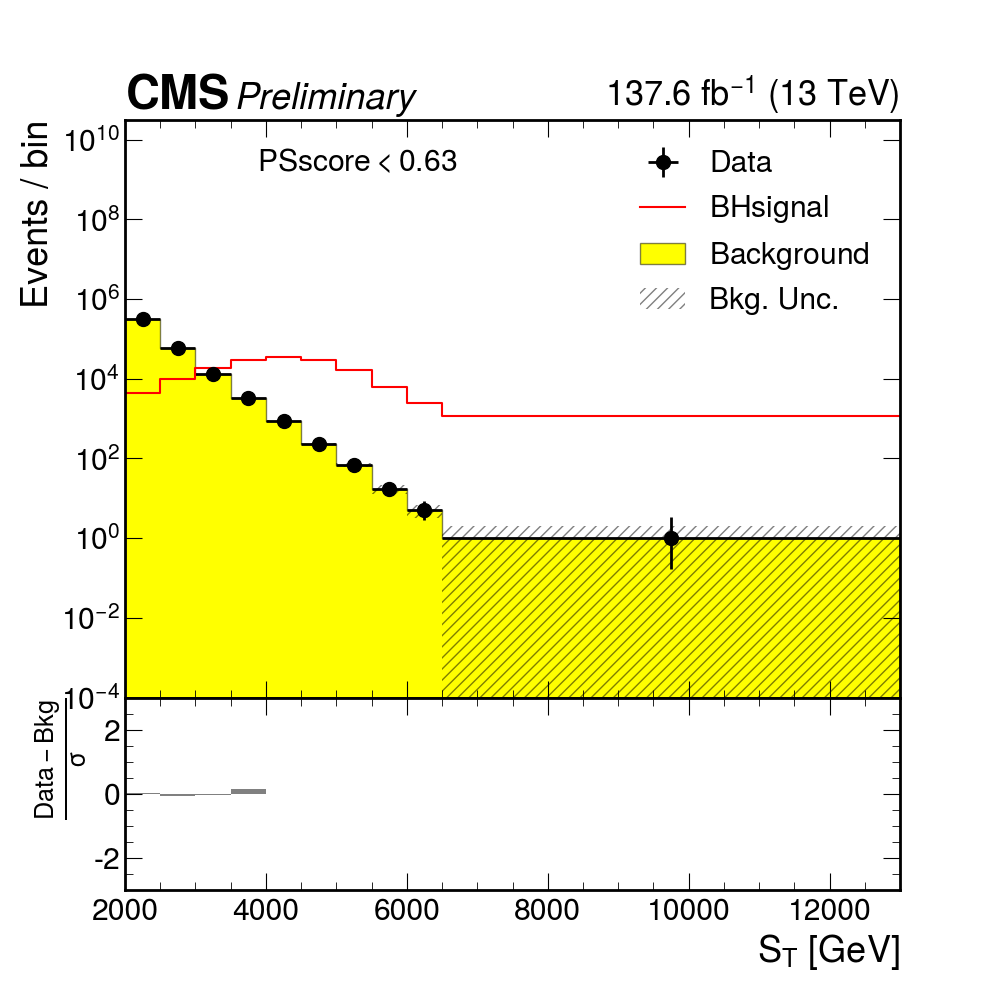 CMS Preliminary 137.6 fb⁻¹ (13 TeV)
Events / bin
10¹⁰
10⁸
10⁶
10⁴
10²
10⁰
10⁻²
10⁻⁴
PSscore < 0.63
Data
BHsignal
Background
Bkg. Unc.
Data – Bkg
σ
2
0
-2
2000 4000 6000 8000 10000 12000
S_T [GeV]